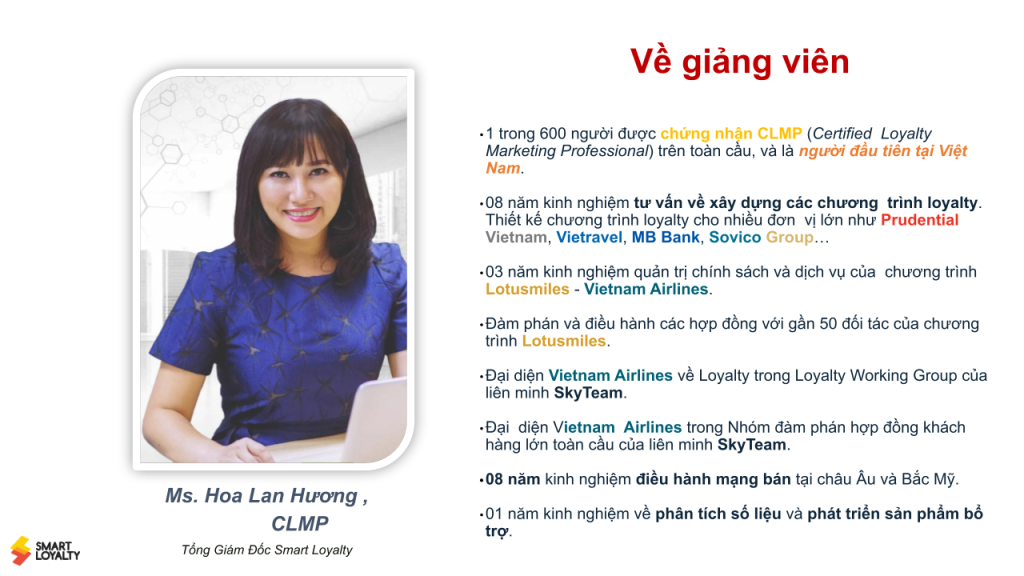 Về giảng viên
•1 trong 600 người được chứng nhận CLMP (Certified Loyalty
Marketing Professional) trên toàn cầu, và là người đầu tiên tại Việt
Nam.
•08 năm kinh nghiệm tư vấn về xây dựng các chương trình loyalty.
Thiết kế chương trình loyalty cho nhiều đơn vị lớn như Prudential
Vietnam, Vietravel, MB Bank, Sovico Group…
•03 năm kinh nghiệm quản trị chính sách và dịch vụ của chương trình
Lotusmiles - Vietnam Airlines.
•Đàm phán và điều hành các hợp đồng với gần 50 đối tác của chương
trình Lotusmiles.
•Đại diện Vietnam Airlines về Loyalty trong Loyalty Working Group của
liên minh SkyTeam.
•Đại diện Vietnam Airlines trong Nhóm đàm phán hợp đồng khách
hàng lớn toàn cầu của liên minh SkyTeam.
•08 năm kinh nghiệm điều hành mạng bán tại châu Âu và Bắc Mỹ.
•01 năm kinh nghiệm về phân tích số liệu và phát triển sản phẩm bổ
trợ.
Ms. Hoa Lan Hương ,
CLMP
Tổng Giám Đốc Smart Loyalty
SMART
LOYALTY